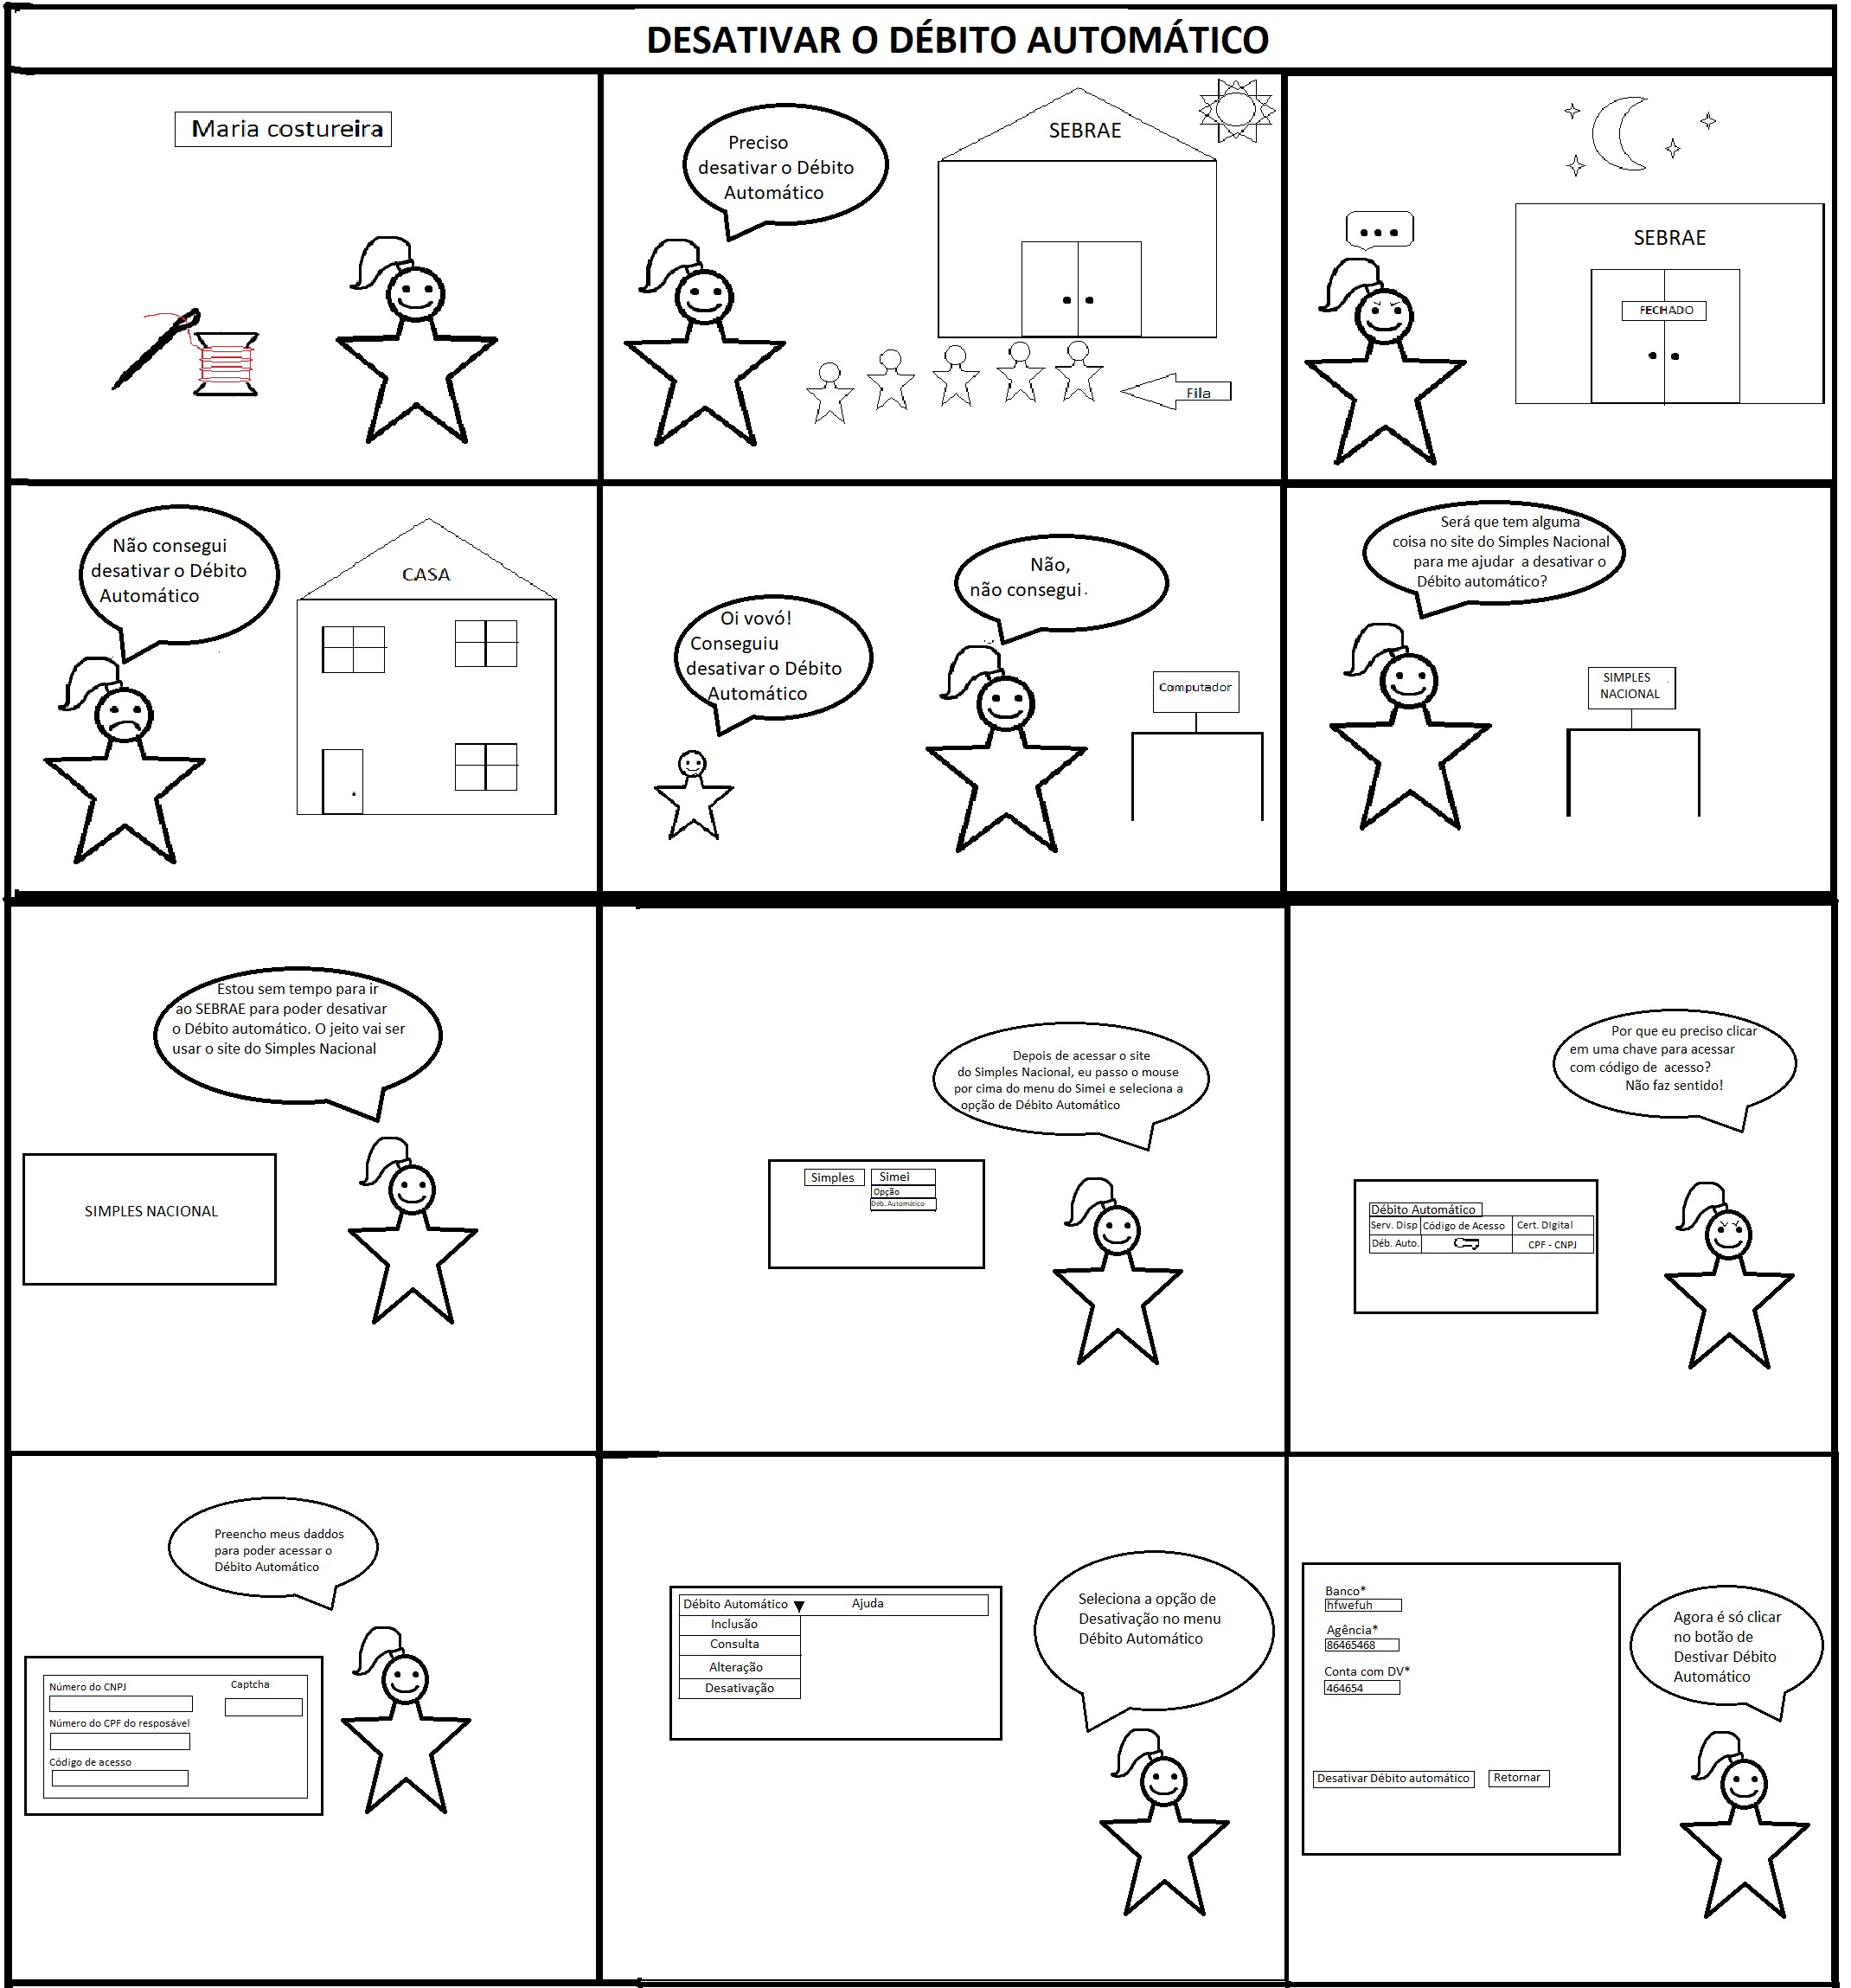 DESATIVAR O DÉBITO AUTOMÁTICO
Maria costureira
Preciso
desativar o Débito
Automático
SEBRAE
Fila
SEBRAE
FECHADO
Não consegui
desativar o Débito
Automático
CASA
Oi vovó!
Conseguiu
desativar o Débito
Automático
Não,
não consegui.
Computador
Será que tem alguma
coisa no site do Simples Nacional
para me ajudar a desativar o
Débito automático?
SIMPLES
NACIONAL
Estou sem tempo para ir
ao SEBRAE para poder desativar
o Débito automático. O jeito vai ser
usar o site do Simples Nacional
SIMPLES NACIONAL
Depois de acessar o site
do Simples Nacional, eu passo o mouse
por cima do menu do Simei e seleciona a
opção de Débito Automático
Simples
Simei
Opção
Déb. Automático
Por que eu preciso clicar
em uma chave para acessar
com código de acesso?
Não faz sentido!
Débito Automático
Serv. Disp Código de Acesso Cert. DIgital
Déb. Auto. CPF - CNPJ
Preencho meus daddos
para poder acessar o
Débito Automático
Número do CNPJ
Captcha
Número do CPF do resposável
Código de acesso
Débito Automático Ajuda
Inclusão
Consulta
Alteração
Desativação
Seleciona a opção de
Desativação no menu
Débito Automático
Banco*
hfwefuh
Agência*
86465468
Conta com DV*
464654
Desativar Débito automático
Retornar
Agora é só clicar
no botão de
Destivar Débito
Automático